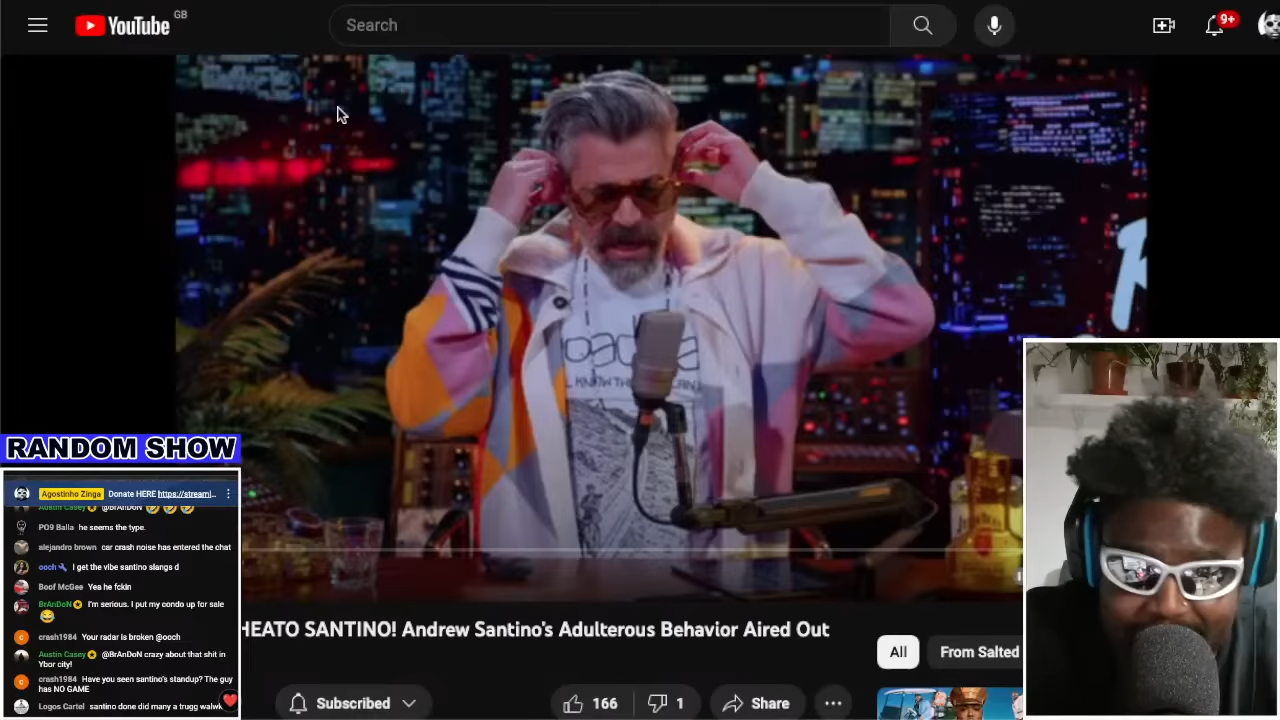 YouTube
GB
Search
9+
RANDOM SHOW
Agostinho Zinga Donate HERE https://streaml...
Austin Casey @BrAnDoN 🤣 🤣 🤣
PO9 Balla he seems the type.
alejandro brown car crash noise has entered the chat
ooch I get the vibe santino slangs d
Boof McGee Yea he fckin
BrAnDoN I'm serious. I put my condo up for sale
😂
crash1984 Your radar is broken @ooch
Austin Casey @BrAnDoN crazy about that shit in
Ybor city!
crash1984 Have you seen santino's standup? The guy
has NO GAME
Logos Cartel santino done did many a trugg walwk
HEATO SANTINO! Andrew Santino's Adulterous Behavior Aired Out
All
From Salted
Subscribed
166
1
Share